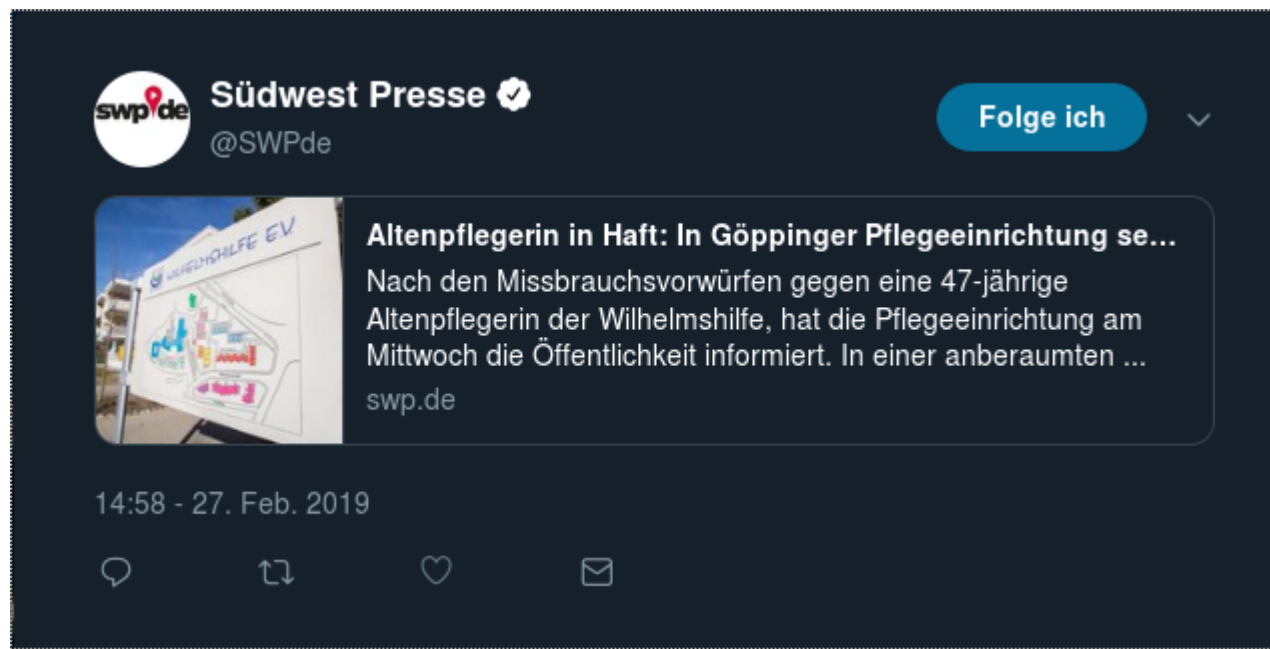 swp de
Südwest Presse
@SWPde
Folge ich
WILHELMSHILFE E.V.
Altenpflegerin in Haft: In Göppinger Pflegeeinrichtung se...
Nach den Missbrauchsvorwürfen gegen eine 47-jährige
Altenpflegerin der Wilhelmshilfe, hat die Pflegeeinrichtung am
Mittwoch die Öffentlichkeit informiert. In einer anberaumten ...
swp.de
14:58 - 27. Feb. 2019